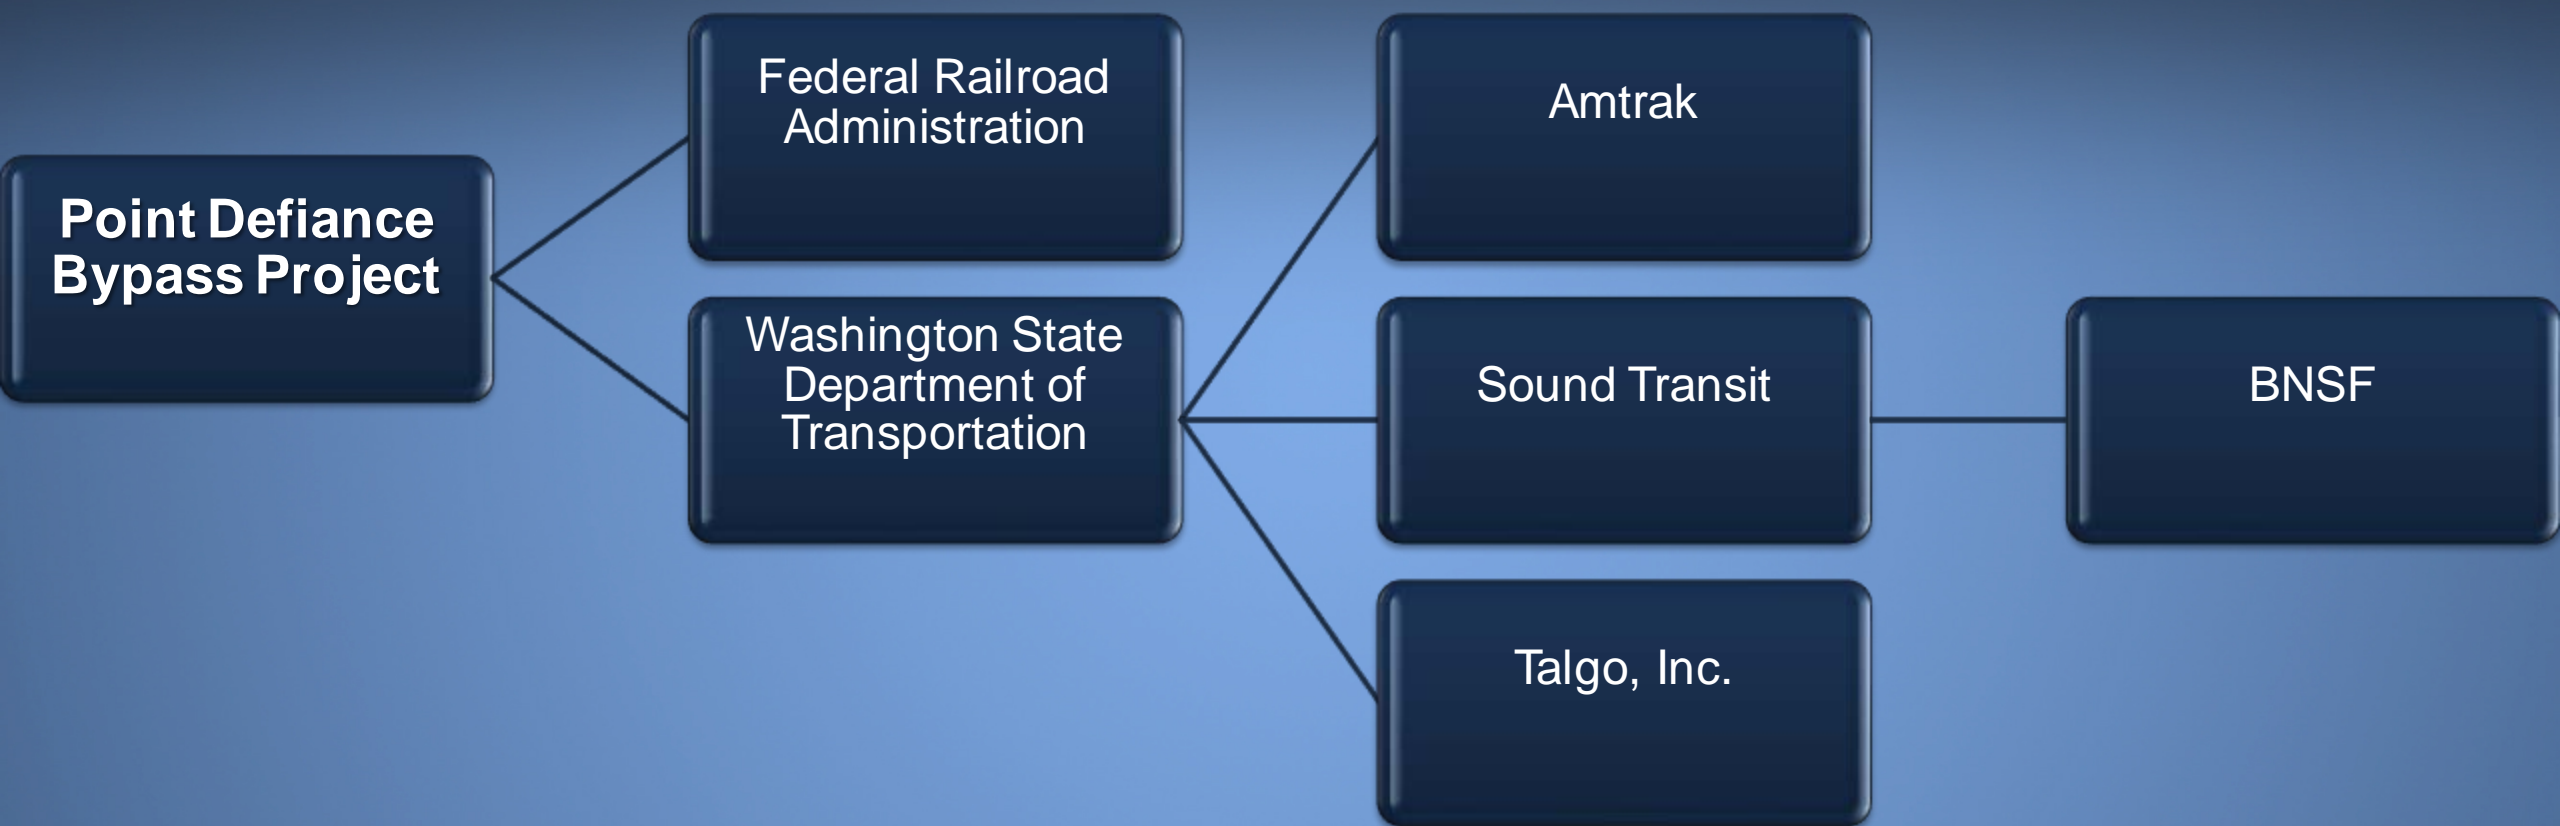 Point Defiance
Bypass Project
Federal Railroad
Administration
Washington State
Department of
Transportation
Amtrak
Sound Transit
Talgo, Inc.
BNSF